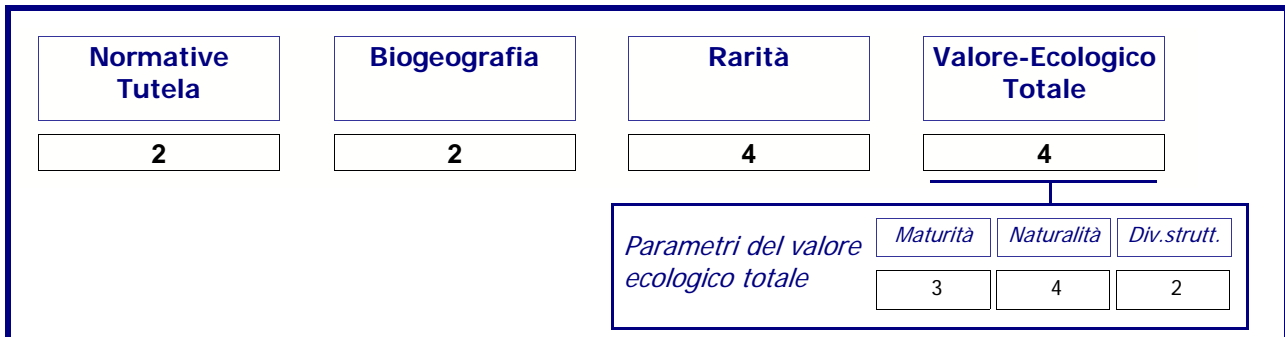 Normative
Tutela
2
Biogeografia
2
Rarità
4
Valore-Ecologico
Totale
4
Parametri del valore
ecologico totale
Maturità
3
Naturalità
4
Div.strutt.
2